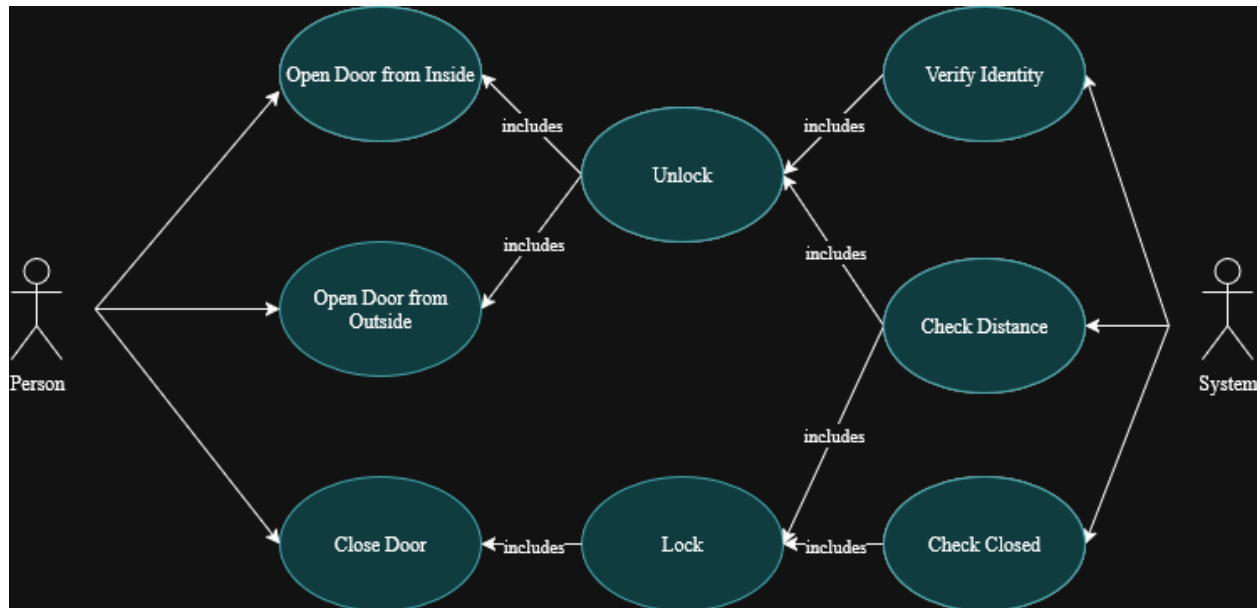 Open Door from Inside
Verify Identity
includes
includes
Unlock
includes
includes
Open Door from
Outside
Check Distance
Person
System
includes
Close Door
includes
Lock
includes
Check Closed